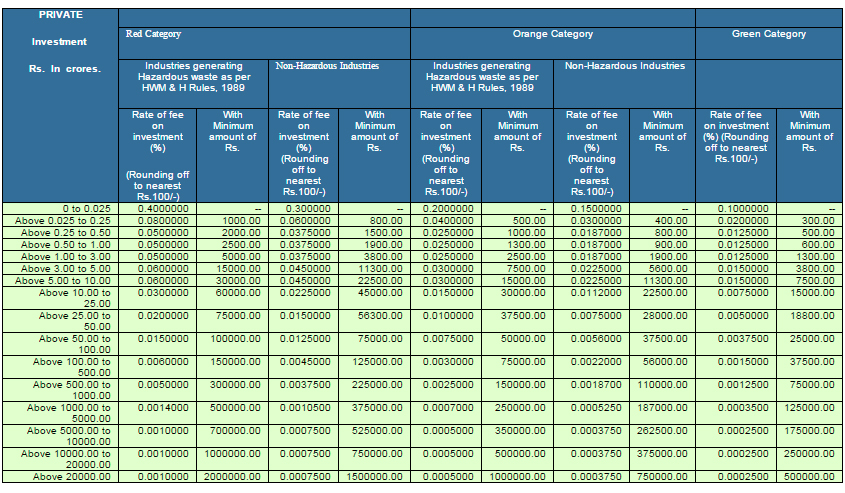 PRIVATE
Investment
Rs. In crores.
Red Category
Orange Category
Green Category
Industries generating
Hazardous waste as per
HWM & H Rules, 1989
Non-Hazardous Industries
Industries generating
Hazardous waste as per
HWM & H Rules, 1989
Non-Hazardous Industries
Rate of fee
on
investment
(%)
(Rounding off
to nearest
Rs.100/-)
With
Minimum
amount of
Rs.
Rate of fee
on
investment
(%)
(Rounding
off to
nearest
Rs.100/-)
With
Minimum
amount of
Rs.
Rate of fee
on
investment
(%)
(Rounding
off to
nearest
Rs.100/-)
With
Minimum
amount of
Rs.
Rate of fee
on
investment
(%)
(Rounding
off to
nearest
Rs.100/-)
With
Minimum
amount of
Rs.
Rate of fee
on investment
(%) (Rounding
off to nearest
Rs.100/-)
With
Minimum
amount of
Rs.
0 to 0.025 0.4000000 -- 0.300000 -- 0.2000000 -- 0.1500000 -- 0.1000000 --
Above 0.025 to 0.25 0.0800000 1000.00 0.0600000 800.00 0.0400000 500.00 0.0300000 400.00 0.0200000 300.00
Above 0.25 to 0.50 0.0500000 2000.00 0.0375000 1500.00 0.0250000 1000.00 0.0187000 800.00 0.0125000 500.00
Above 0.50 to 1.00 0.0500000 2500.00 0.0375000 1900.00 0.0250000 1300.00 0.0187000 900.00 0.0125000 600.00
Above 1.00 to 3.00 0.0500000 5000.00 0.0375000 3800.00 0.0250000 2500.00 0.0187000 1900.00 0.0125000 1300.00
Above 3.00 to 5.00 0.0600000 15000.00 0.0450000 11300.00 0.0300000 7500.00 0.0225000 5600.00 0.0150000 3800.00
Above 5.00 to 10.00 0.0600000 30000.00 0.0450000 22500.00 0.0300000 15000.00 0.0225000 11300.00 0.0150000 7500.00
Above 10.00 to 0.0300000 60000.00 0.0225000 45000.00 0.0150000 30000.00 0.0112000 22500.00 0.0075000 15000.00
25.00
Above 25.00 to 0.0200000 75000.00 0.0150000 56300.00 0.0100000 37500.00 0.0075000 28000.00 0.0050000 18800.00
50.00
Above 50.00 to 0.0150000 100000.00 0.0125000 75000.00 0.0075000 50000.00 0.0056000 37500.00 0.0037500 25000.00
100.00
Above 100.00 to 0.0060000 150000.00 0.0045000 125000.00 0.0030000 75000.00 0.0022000 56000.00 0.0015000 37500.00
500.00
Above 500.00 to 0.0050000 300000.00 0.0037500 225000.00 0.0025000 150000.00 0.0018700 110000.00 0.0012500 75000.00
1000.00
Above 1000.00 to 0.0014000 500000.00 0.0010500 375000.00 0.0007000 250000.00 0.0005250 187000.00 0.0003500 125000.00
5000.00
Above 5000.00 to 0.0010000 700000.00 0.0007500 525000.00 0.0005000 350000.00 0.0003750 262500.00 0.0002500 175000.00
10000.00
Above 10000.00 to 0.0010000 1000000.00 0.0007500 750000.00 0.0005000 500000.00 0.0003750 375000.00 0.0002500 250000.00
20000.00
Above 20000.00 0.0010000 2000000.00 0.0007500 1500000.00 0.0005000 1000000.00 0.0003750 750000.00 0.0002500 500000.00